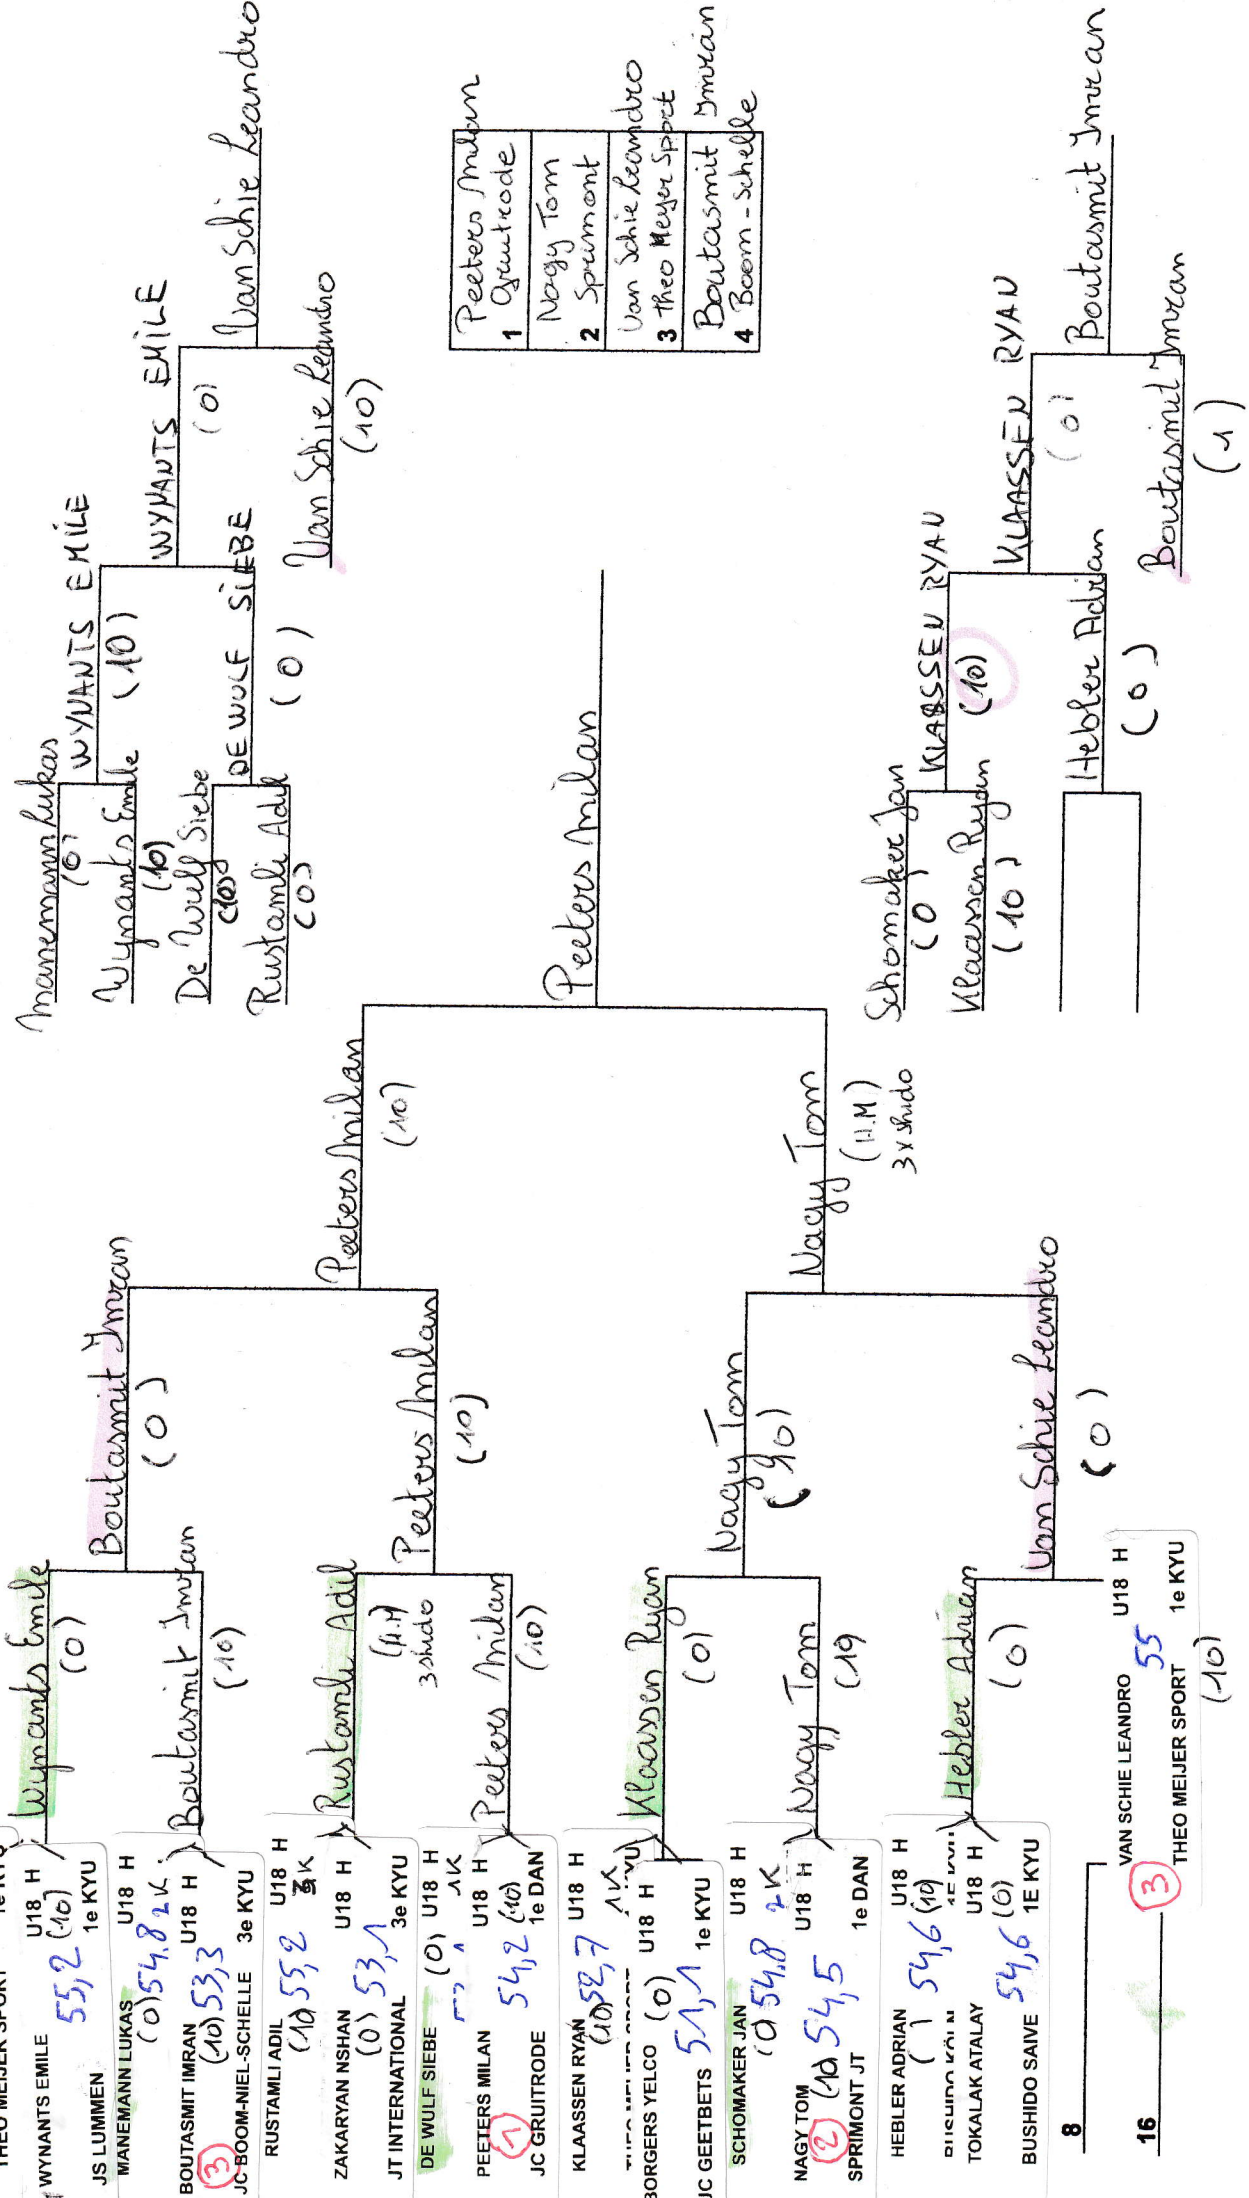 THEO MEIJER SPORT
WYNANTS EMILE U18 H
55,2 (10)
JS LUMMEN 1e KYU
MANEMANN LUKAS U18 H
(0) 54.8 2K
BOUTASMIT IMRAN U18 H
(10) 53,3
3
JC BOOM-NIEL-SCHELLE 3e KYU
RUSTAMLI ADIL U18 H
(10) 55,2
ZAKARYAN NSHAN U18 H
(0) 53,1
JT INTERNATIONAL 3e KYU
DE WULF SIEBE (0) U18 H
1K
PEETERS MILAN U18 H
1 54,2 (10)
JC GRUITRODE 1e DAN
KLAASSEN RYAN U18 H
(10) 52,7 1K
BORGERS YELCO (0) U18 H
51,1
JC GEETBETS 1e KYU
SCHOMAKER JAN U18 H
(0) 54.8 2K
NAGY TOM U18 H
2 (10) 54,5
SPRIMONT JT 1e DAN
HEBLER ADRIAN U18 H
54,6 (10)
BUSHIDO KÖLN
TOKALAK ATALAY U18 H
54,6 (0)
BUSHIDO SAIVE 1E KYU
8
16
VAN SCHIE LEANDRO U18 H
3 55
THEO MEIJER SPORT 1e KYU
(10)
Wynants Emile
(0)
Boutasmit Imran
(10)
Rustamli Adil
(H.M)
3 shido
Peeters Milan
(10)
Klaassen Ryan
(0)
Nagy Tom
(10
Hebler Adrian
(0)
Boutasmit Imran
(0)
Peeters Milan
(10)
Nagy Tom
(10)
Van Schie Leandro
(0)
Peeters Milan
(10)
Nagy Tom
(H.M)
3 x shido
Peeters Milan
Manemann Lukas
(0)
Wynants Emile
(10)
De Wulf Siebe
(10)
Rustamli Adil
(0)
WYNANTS EMILE
(10)
DE WULF SIEBE
(0)
WYNANTS EMILE
(0)
Van Schie Leandro
(10)
Van Schie Leandro
Peeters Milan
1 Gruitrode
Nagy Tom
2 Sprimont
Van Schie Leandro
3 Theo Meyer Sport
Boutasmit Imran
4 Boom-Schelle
Schomaker Jan
(0)
Klaassen Ryan
(10)
KLAASSEN RYAN
(10)
Hebler Adrian
(0)
KLAASSEN RYAN
(0)
Boutasmit Imran
(1)
Boutasmit Imran